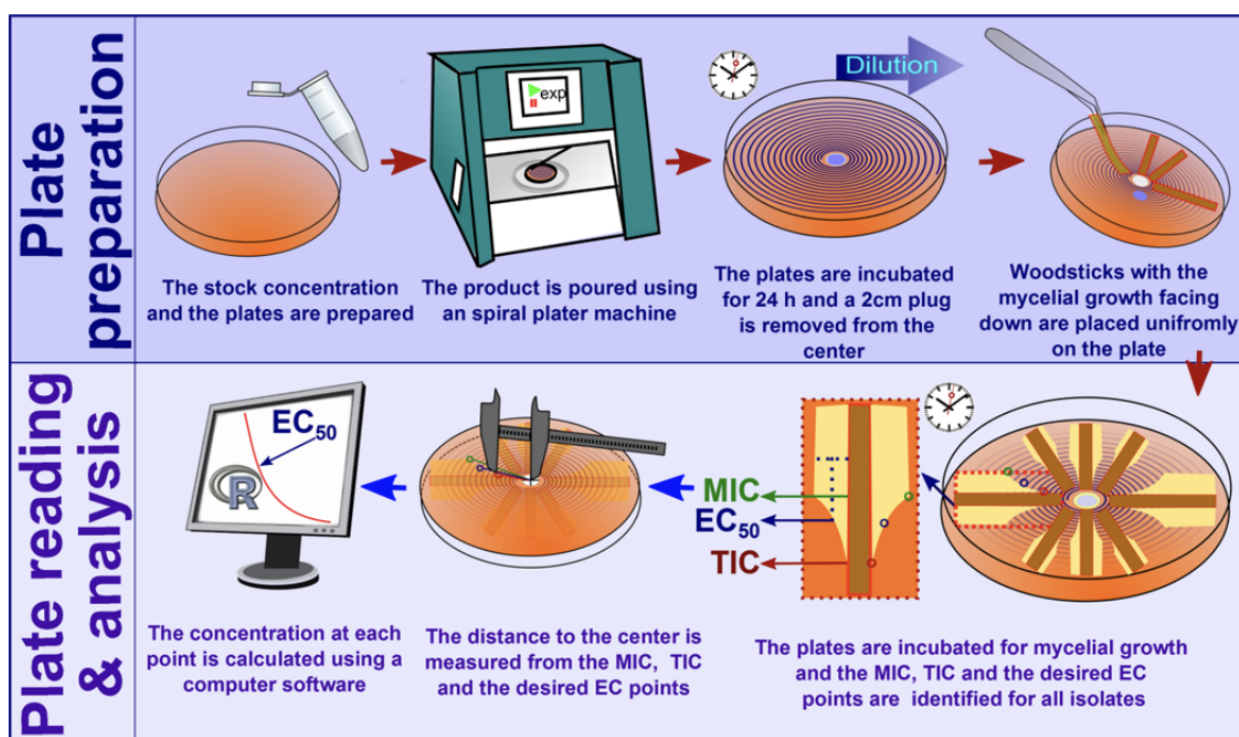 Plate
preparation
exp
Dilution
The stock concentration
and the plates are prepared
The product is poured using
an spiral plater machine
The plates are incubated
for 24 h and a 2cm plug
is removed from the
center
Woodsticks with the
mycelial growth facing
down are placed unifromly
on the plate
Plate reading
& analysis
EC50
R
MIC
EC50
TIC
The concentration at each
point is calculated using a
computer software
The distance to the center is
measured from the MIC, TIC
and the desired EC points
The plates are incubated for mycelial growth
and the MIC, TIC and the desired EC
points are identified for all isolates